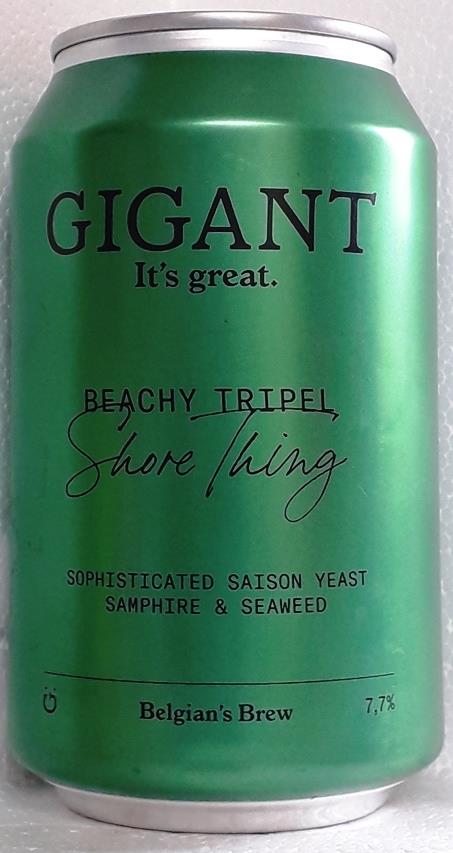 GIGANT
It's great.
BEACHY TRIPEL
Shore Thing
SOPHISTICATED SAISON YEAST
SAMPHIRE & SEAWEED
G:
Belgian's Brew
7,7%